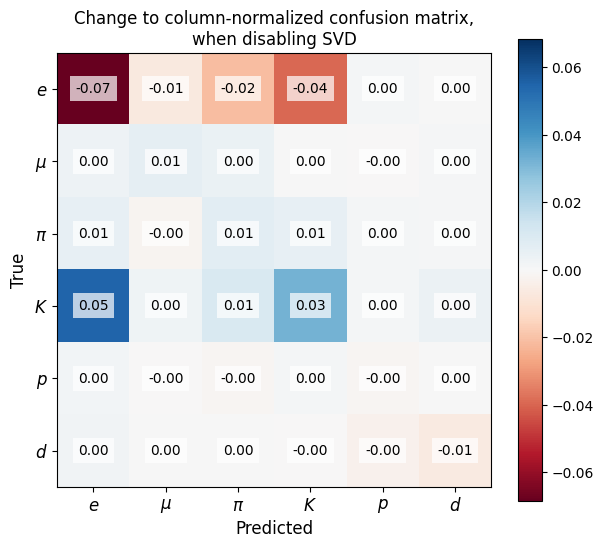 Change to column-normalized confusion matrix,
when disabling SVD
e -0.07 -0.01 -0.02 -0.04 0.00 0.00
μ 0.00 0.01 0.00 0.00 -0.00 0.00
π 0.01 -0.00 0.01 0.01 0.00 0.00
K 0.05 0.00 0.01 0.03 0.00 0.00
p 0.00 -0.00 -0.00 0.00 -0.00 0.00
d 0.00 0.00 0.00 -0.00 -0.00 -0.01
e μ π K p d
Predicted
True
0.06
0.04
0.02
0.00
−0.02
−0.04
−0.06